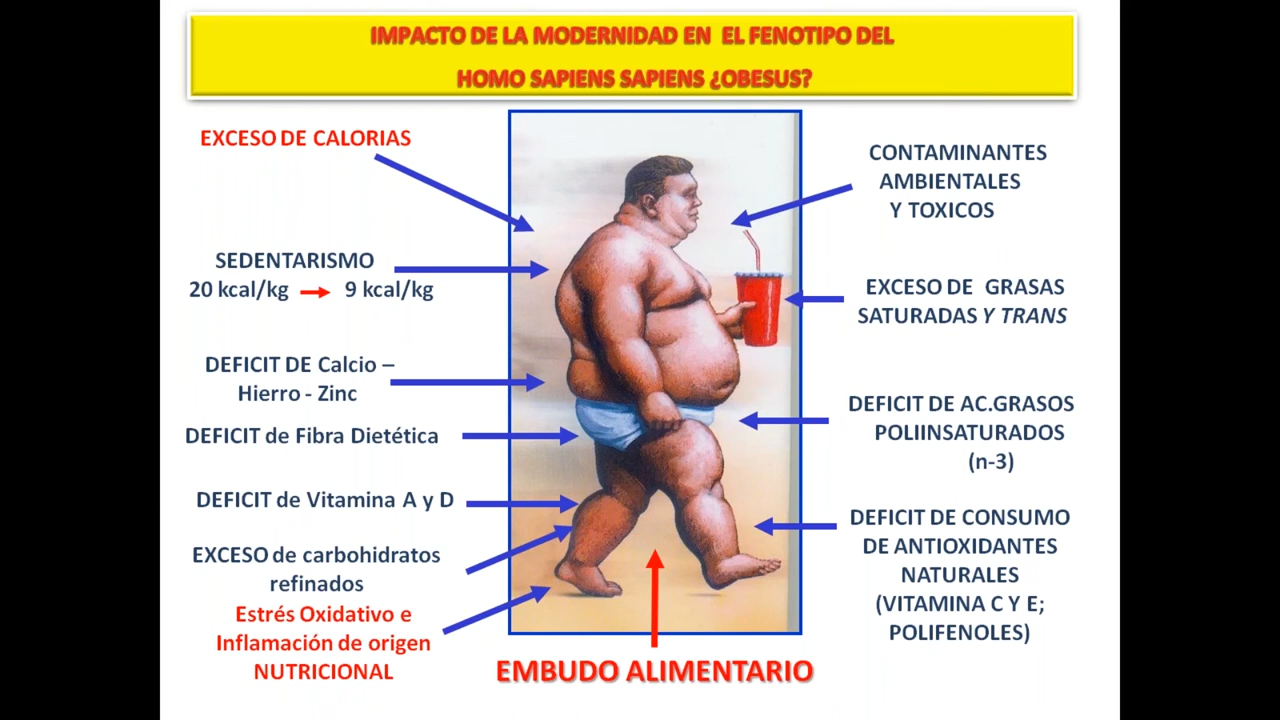 IMPACTO DE LA MODERNIDAD EN EL FENOTIPO DEL
HOMO SAPIENS SAPIENS ¿OBESUS?
EXCESO DE CALORIAS
SEDENTARISMO
20 kcal/kg → 9 kcal/kg
DEFICIT DE Calcio –
Hierro - Zinc
DEFICIT de Fibra Dietética
DEFICIT de Vitamina A y D
EXCESO de carbohidratos
refinados
Estrés Oxidativo e
Inflamación de origen
NUTRICIONAL
CONTAMINANTES
AMBIENTALES
Y TOXICOS
EXCESO DE GRASAS
SATURADAS Y TRANS
DEFICIT DE AC.GRASOS
POLIINSATURADOS
(n-3)
DEFICIT DE CONSUMO
DE ANTIOXIDANTES
NATURALES
(VITAMINA C Y E;
POLIFENOLES)
EMBUDO ALIMENTARIO